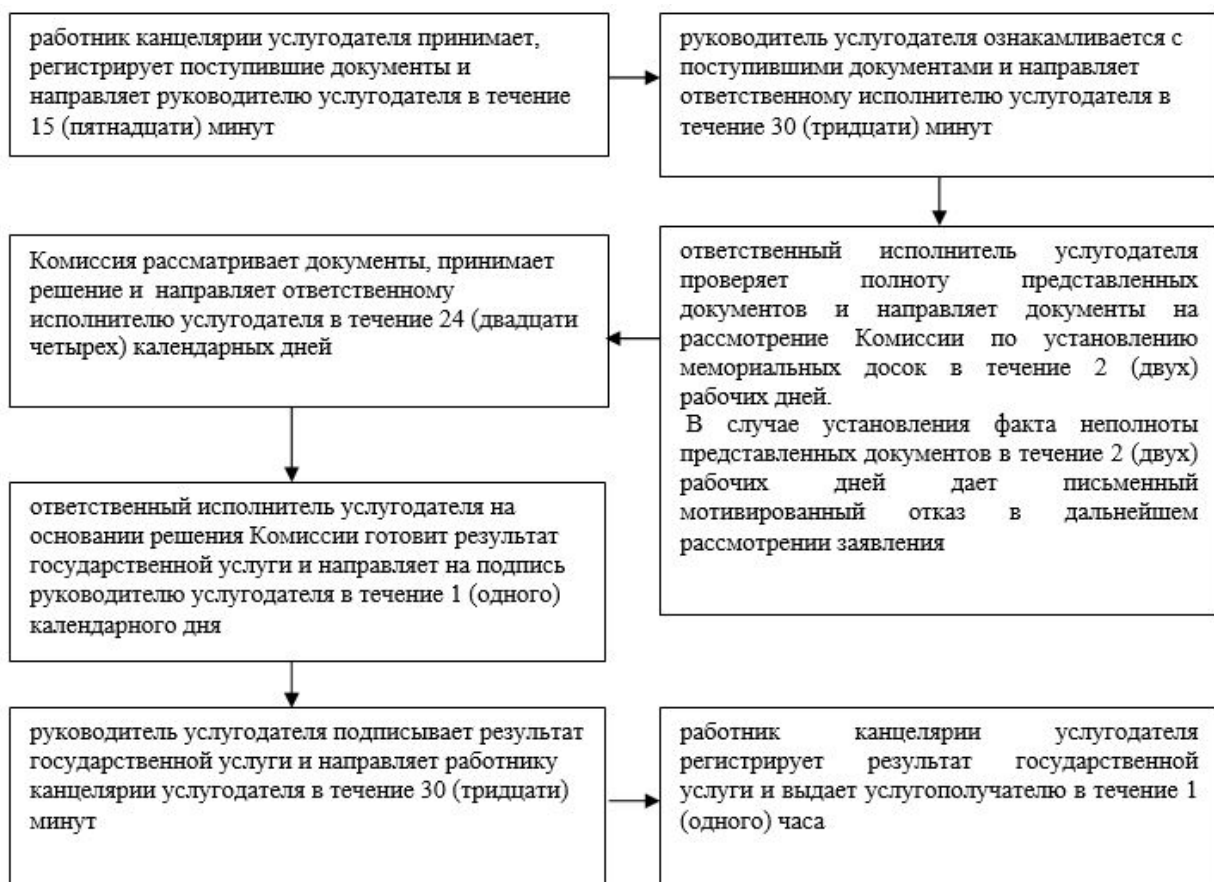 работник канцелярии услугодателя принимает,
регистрирует поступившие документы и
направляет руководителю услугодателя в течение
15 (пятнадцати) минут
руководитель услугодателя ознакамливается с
поступившими документами и направляет
ответственному исполнителю услугодателя в
течение 30 (тридцати) минут
ответственный исполнитель услугодателя
проверяет полноту представленных
документов и направляет документы на
рассмотрение Комиссии по установлению
мемориальных досок в течение 2 (двух)
рабочих дней.
В случае установления факта неполноты
представленных документов в течение 2 (двух)
рабочих дней дает письменный
мотивированный отказ в дальнейшем
рассмотрении заявления
Комиссия рассматривает документы, принимает
решение и направляет ответственному
исполнителю услугодателя в течение 24 (двадцати
четырех) календарных дней
ответственный исполнитель услугодателя на
основании решения Комиссии готовит результат
государственной услуги и направляет на подпись
руководителю услугодателя в течение 1 (одного)
календарного дня
руководитель услугодателя подписывает результат
государственной услуги и направляет работнику
канцелярии услугодателя в течение 30 (тридцати)
минут
работник канцелярии услугодателя
регистрирует результат государственной
услуги и выдает услугополучателю в течение 1
(одного) часа